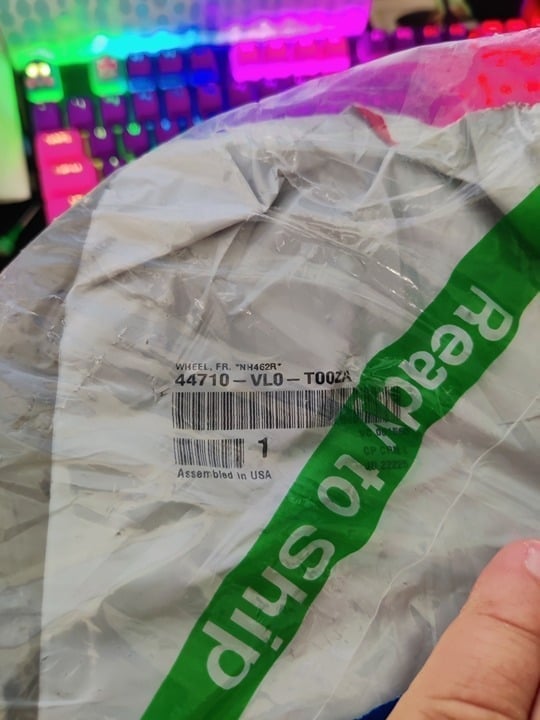 WHEEL, FR. "NH462R"
44710-VL0-T00ZA
1
Assembled in USA
Ready to Ship